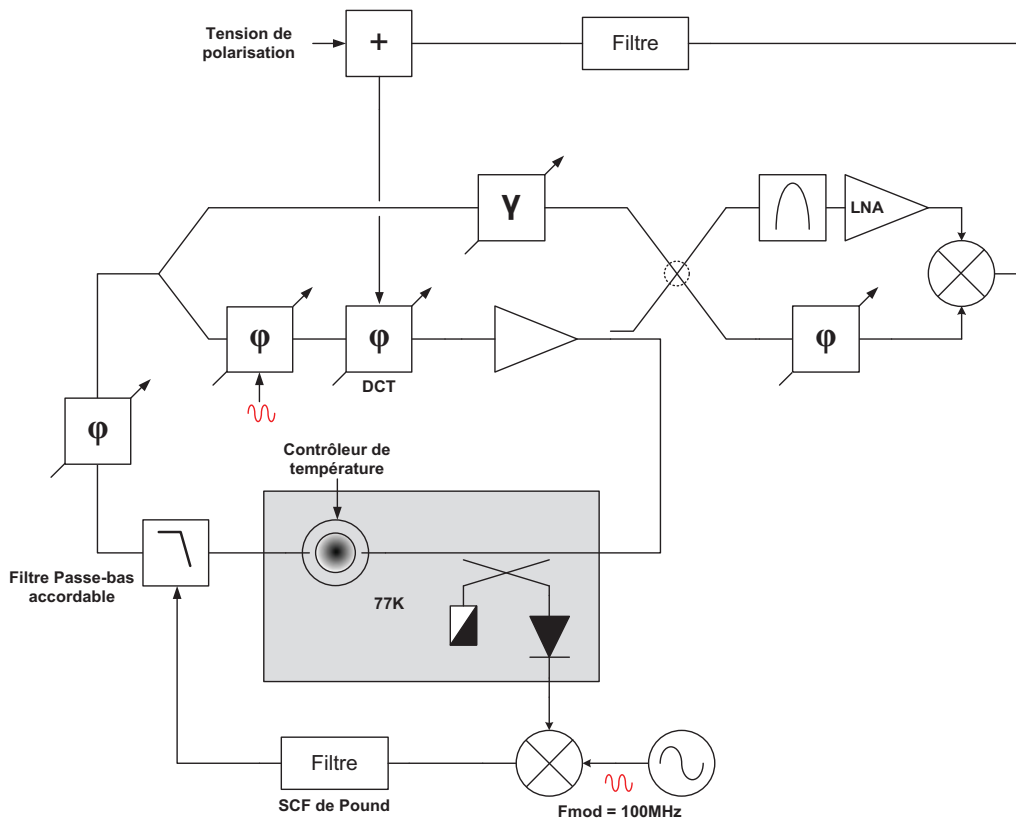 Tension de
polarisation
+
Filtre
γ
LNA
φ
φ
DCT
φ
φ
Contrôleur de
température
Filtre Passe-bas
accordable
77K
Filtre
SCF de Pound
Fmod = 100MHz